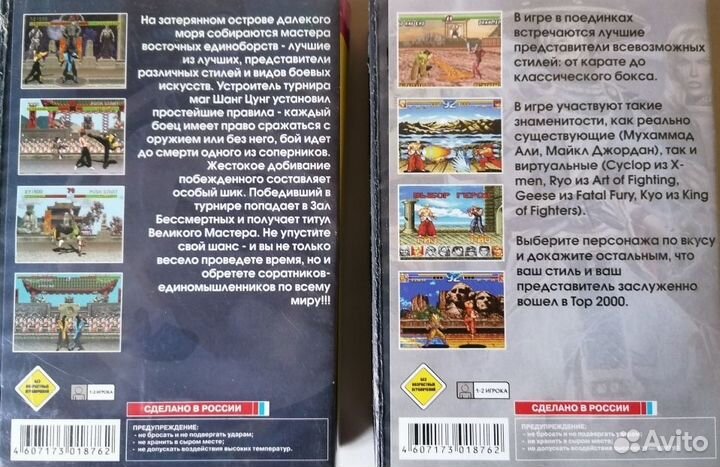 На затерянном острове далекого
моря собираются мастера
восточных единоборств - лучшие
из лучших, представители
различных стилей и видов боевых
искусств. Устроитель турнира
маг Шанг Цунг установил
простейшие правила - каждый
боец имеет право сражаться с
оружием или без него, бой идет
до смерти одного из соперников.
Жестокое добивание
побежденного составляет
особый шик. Победивший в
турнире попадает в Зал
Бессмертных и получает титул
Великого Мастера. Не упустите
свой шанс - и вы не только
весело проведете время, но и
обретете соратников-
единомышленников по всему
миру!!!
БЕЗ
ВОЗРАСТНЫХ
ОГРАНИЧЕНИЙ
1-2 ИГРОКА
СДЕЛАНО В РОССИИ
ПРЕДУПРЕЖДЕНИЕ:
- не бросать и не подвергать ударам;
- не хранить в сыром месте;
- не допускать воздействия высоких температур.
4 607173 018762
В игре в поединках
встречаются лучшие
представители всевозможных
стилей: от карате до
классического бокса.
В игре участвуют такие
знаменитости, как реально
существующие (Мухаммад
Али, Майкл Джордан), так и
виртуальные (Cyclop из X-
men, Ryo из Art of Fighting,
Geese из Fatal Fury, Kyo из King
of Fighters).
Выберите персонажа по вкусу
и докажите остальным, что
ваш стиль и ваш
представитель заслуженно
вошел в Top 2000.
ВЫБОР
БЕЗ
ВОЗРАСТНЫХ
ОГРАНИЧЕНИЙ
1-2 ИГРОКА
СДЕЛАНО В РОССИИ
ПРЕДУПРЕЖДЕНИЕ:
- не бросать и не подвергать ударам;
- не хранить в сыром месте;
- не допускать воздействия высоких температур.
4 607173 018762
Avito